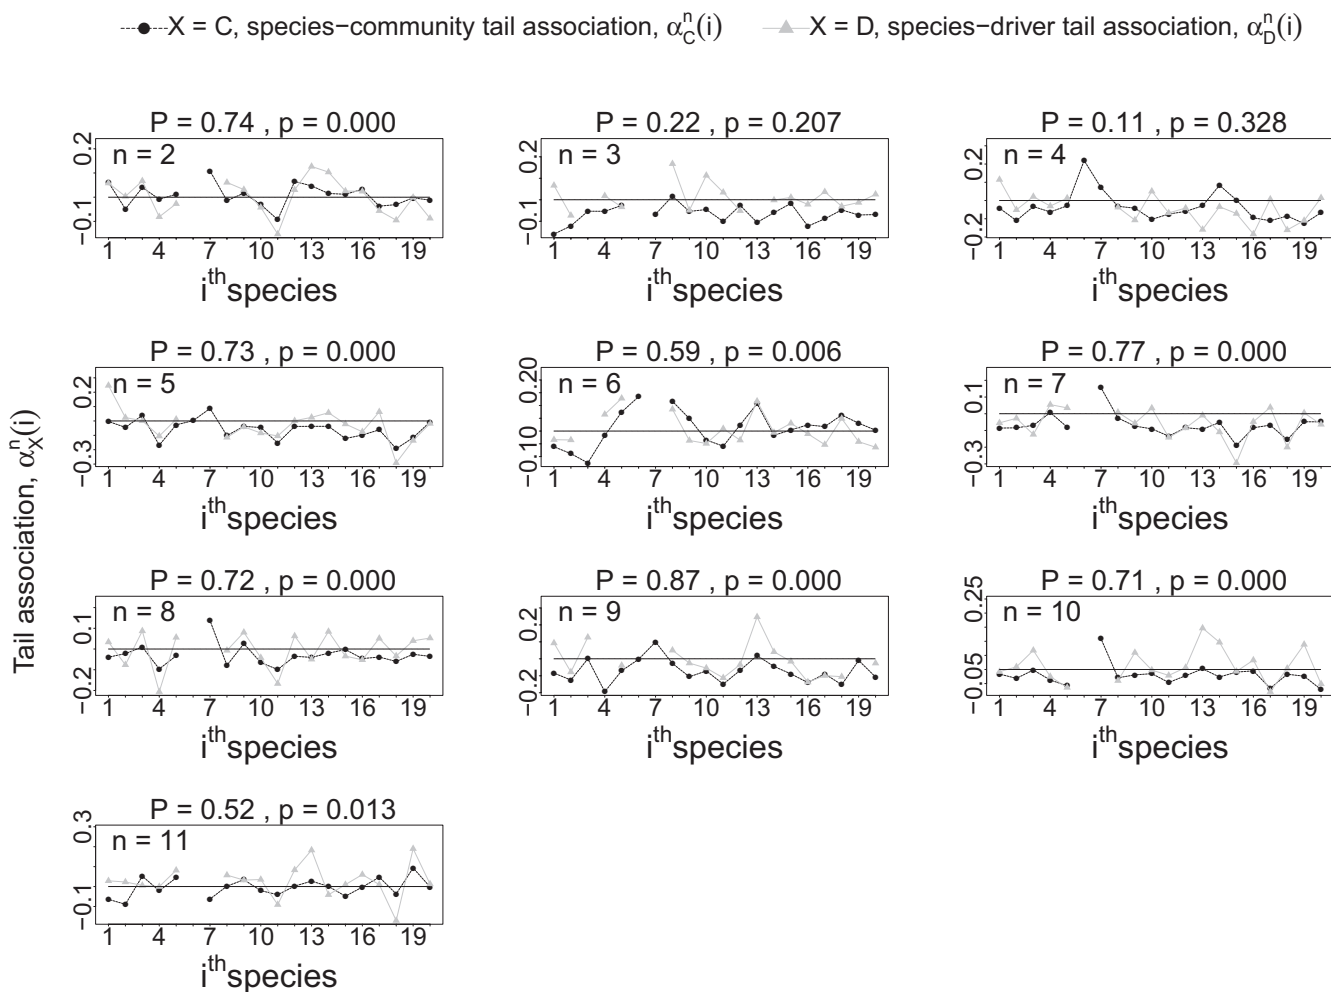 X = C, species−community tail association, α_C^n(i) X = D, species−driver tail association, α_D^n(i)
Tail association, α_X^n(i)
P = 0.74 , p = 0.000
n = 2
−0.1 0.2
1 4 7 10 13 16 19
i^th species
P = 0.22 , p = 0.207
n = 3
−0.1 0.2
1 4 7 10 13 16 19
i^th species
P = 0.11 , p = 0.328
n = 4
−0.2 0.2
1 4 7 10 13 16 19
i^th species
P = 0.73 , p = 0.000
n = 5
−0.3 0.2
1 4 7 10 13 16 19
i^th species
P = 0.59 , p = 0.006
n = 6
−0.10 0.20
1 4 7 10 13 16 19
i^th species
P = 0.77 , p = 0.000
n = 7
−0.3 0.1
1 4 7 10 13 16 19
i^th species
P = 0.72 , p = 0.000
n = 8
−0.2 0.1
1 4 7 10 13 16 19
i^th species
P = 0.87 , p = 0.000
n = 9
−0.2 0.2
1 4 7 10 13 16 19
i^th species
P = 0.71 , p = 0.000
n = 10
−0.05 0.25
1 4 7 10 13 16 19
i^th species
P = 0.52 , p = 0.013
n = 11
−0.1 0.3
1 4 7 10 13 16 19
i^th species